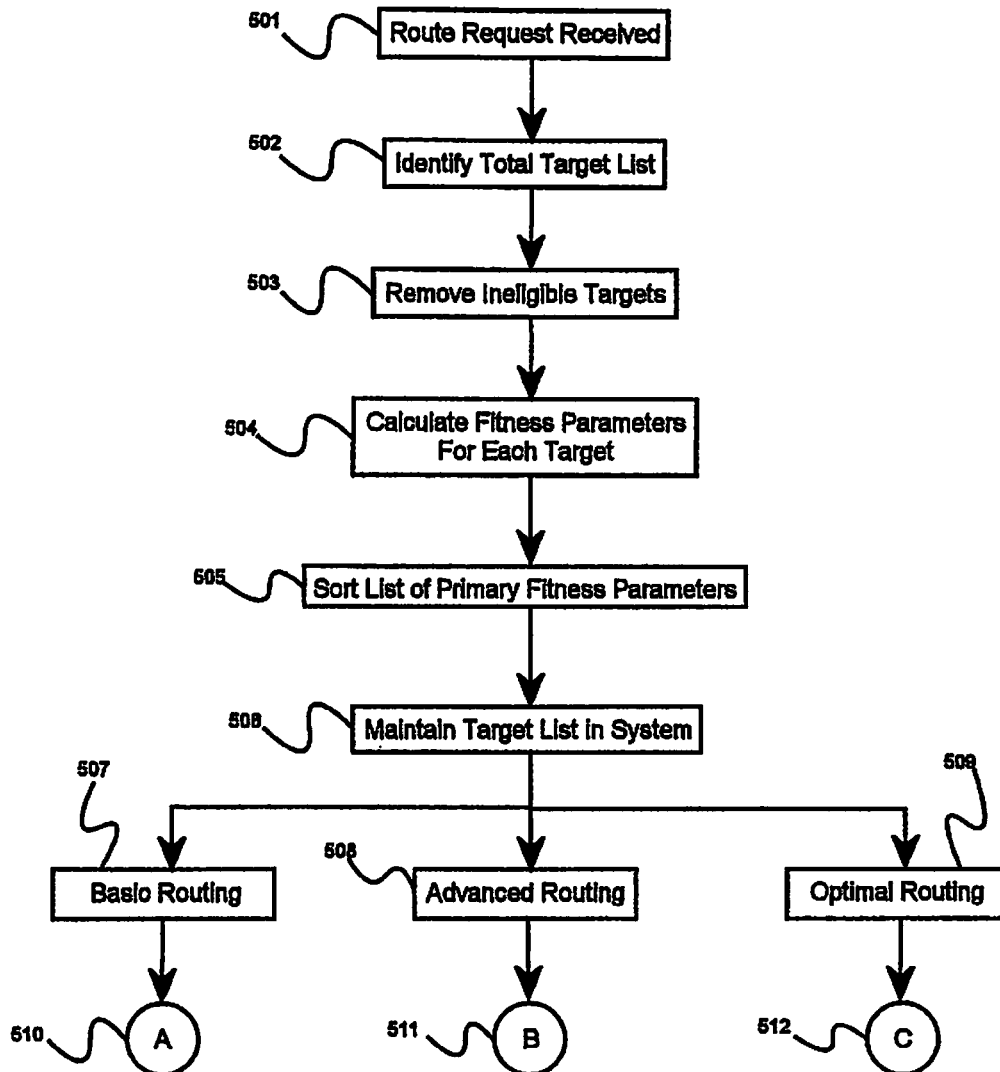 501
Route Request Received
502
Identify Total Target List
503
Remove Ineligible Targets
504
Calculate Fitness Parameters
For Each Target
505
Sort List of Primary Fitness Parameters
506
Maintain Target List in System
507
Basic Routing
508
Advanced Routing
509
Optimal Routing
510
A
511
B
512
C